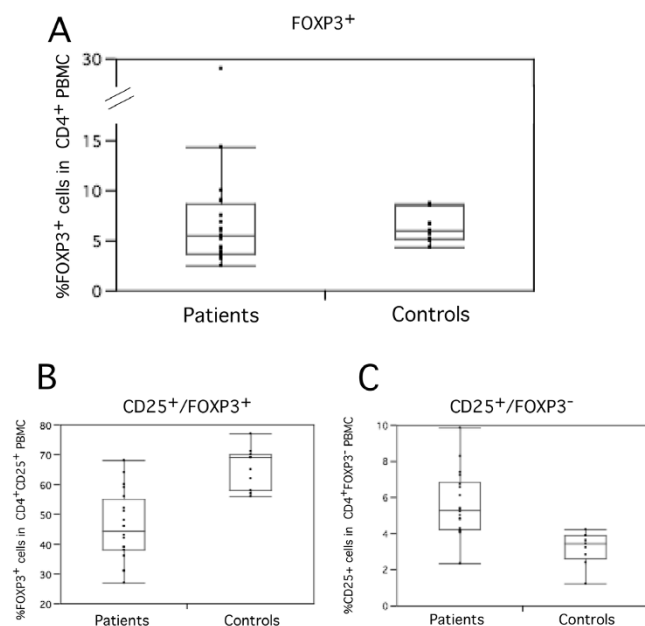 A
FOXP3⁺
%FOXP3⁺ cells in CD4⁺ PBMC
30
15
10
5
0
Patients
Controls
B
CD25⁺/FOXP3⁺
%FOXP3⁺ cells in CD4⁺CD25⁺ PBMC
80
70
60
50
40
30
20
Patients
Controls
C
CD25⁺/FOXP3⁻
%CD25+ cells in CD4⁺FOXP3⁻ PBMC
10
8
6
4
2
0
Patients
Controls